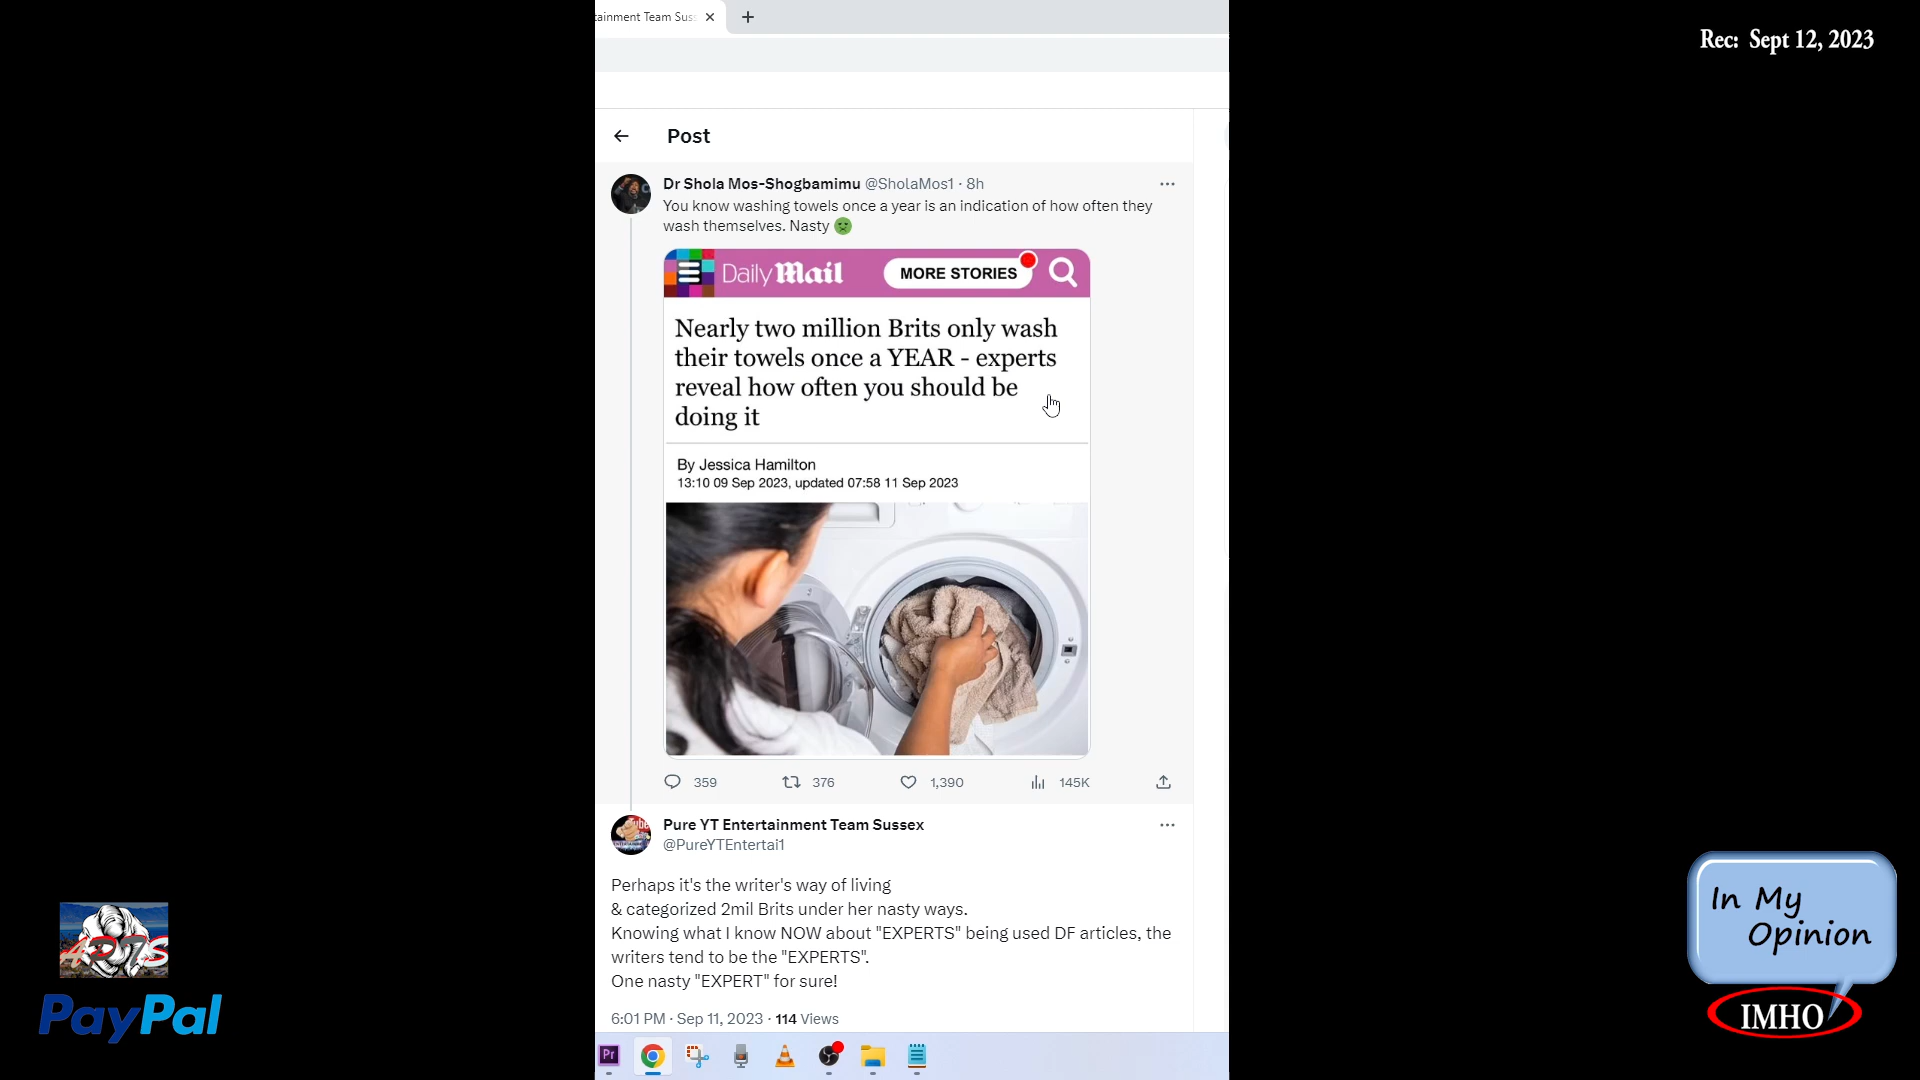 tainment Team Sus
Rec: Sept 12, 2023
Post
Dr Shola Mos-Shogbamimu @SholaMos1 · 8h
You know washing towels once a year is an indication of how often they
wash themselves. Nasty
Daily Mail
MORE STORIES
Nearly two million Brits only wash
their towels once a YEAR - experts
reveal how often you should be
doing it
By Jessica Hamilton
13:10 09 Sep 2023, updated 07:58 11 Sep 2023
359 376 1,390 145K
Pure YT Entertainment Team Sussex
@PureYTEntertai1
Perhaps it's the writer's way of living
& categorized 2mil Brits under her nasty ways.
Knowing what I know NOW about "EXPERTS" being used DF articles, the
writers tend to be the "EXPERTS".
One nasty "EXPERT" for sure!
6:01 PM · Sep 11, 2023 · 114 Views
Pr
PayPal
In My
Opinion
IMHO